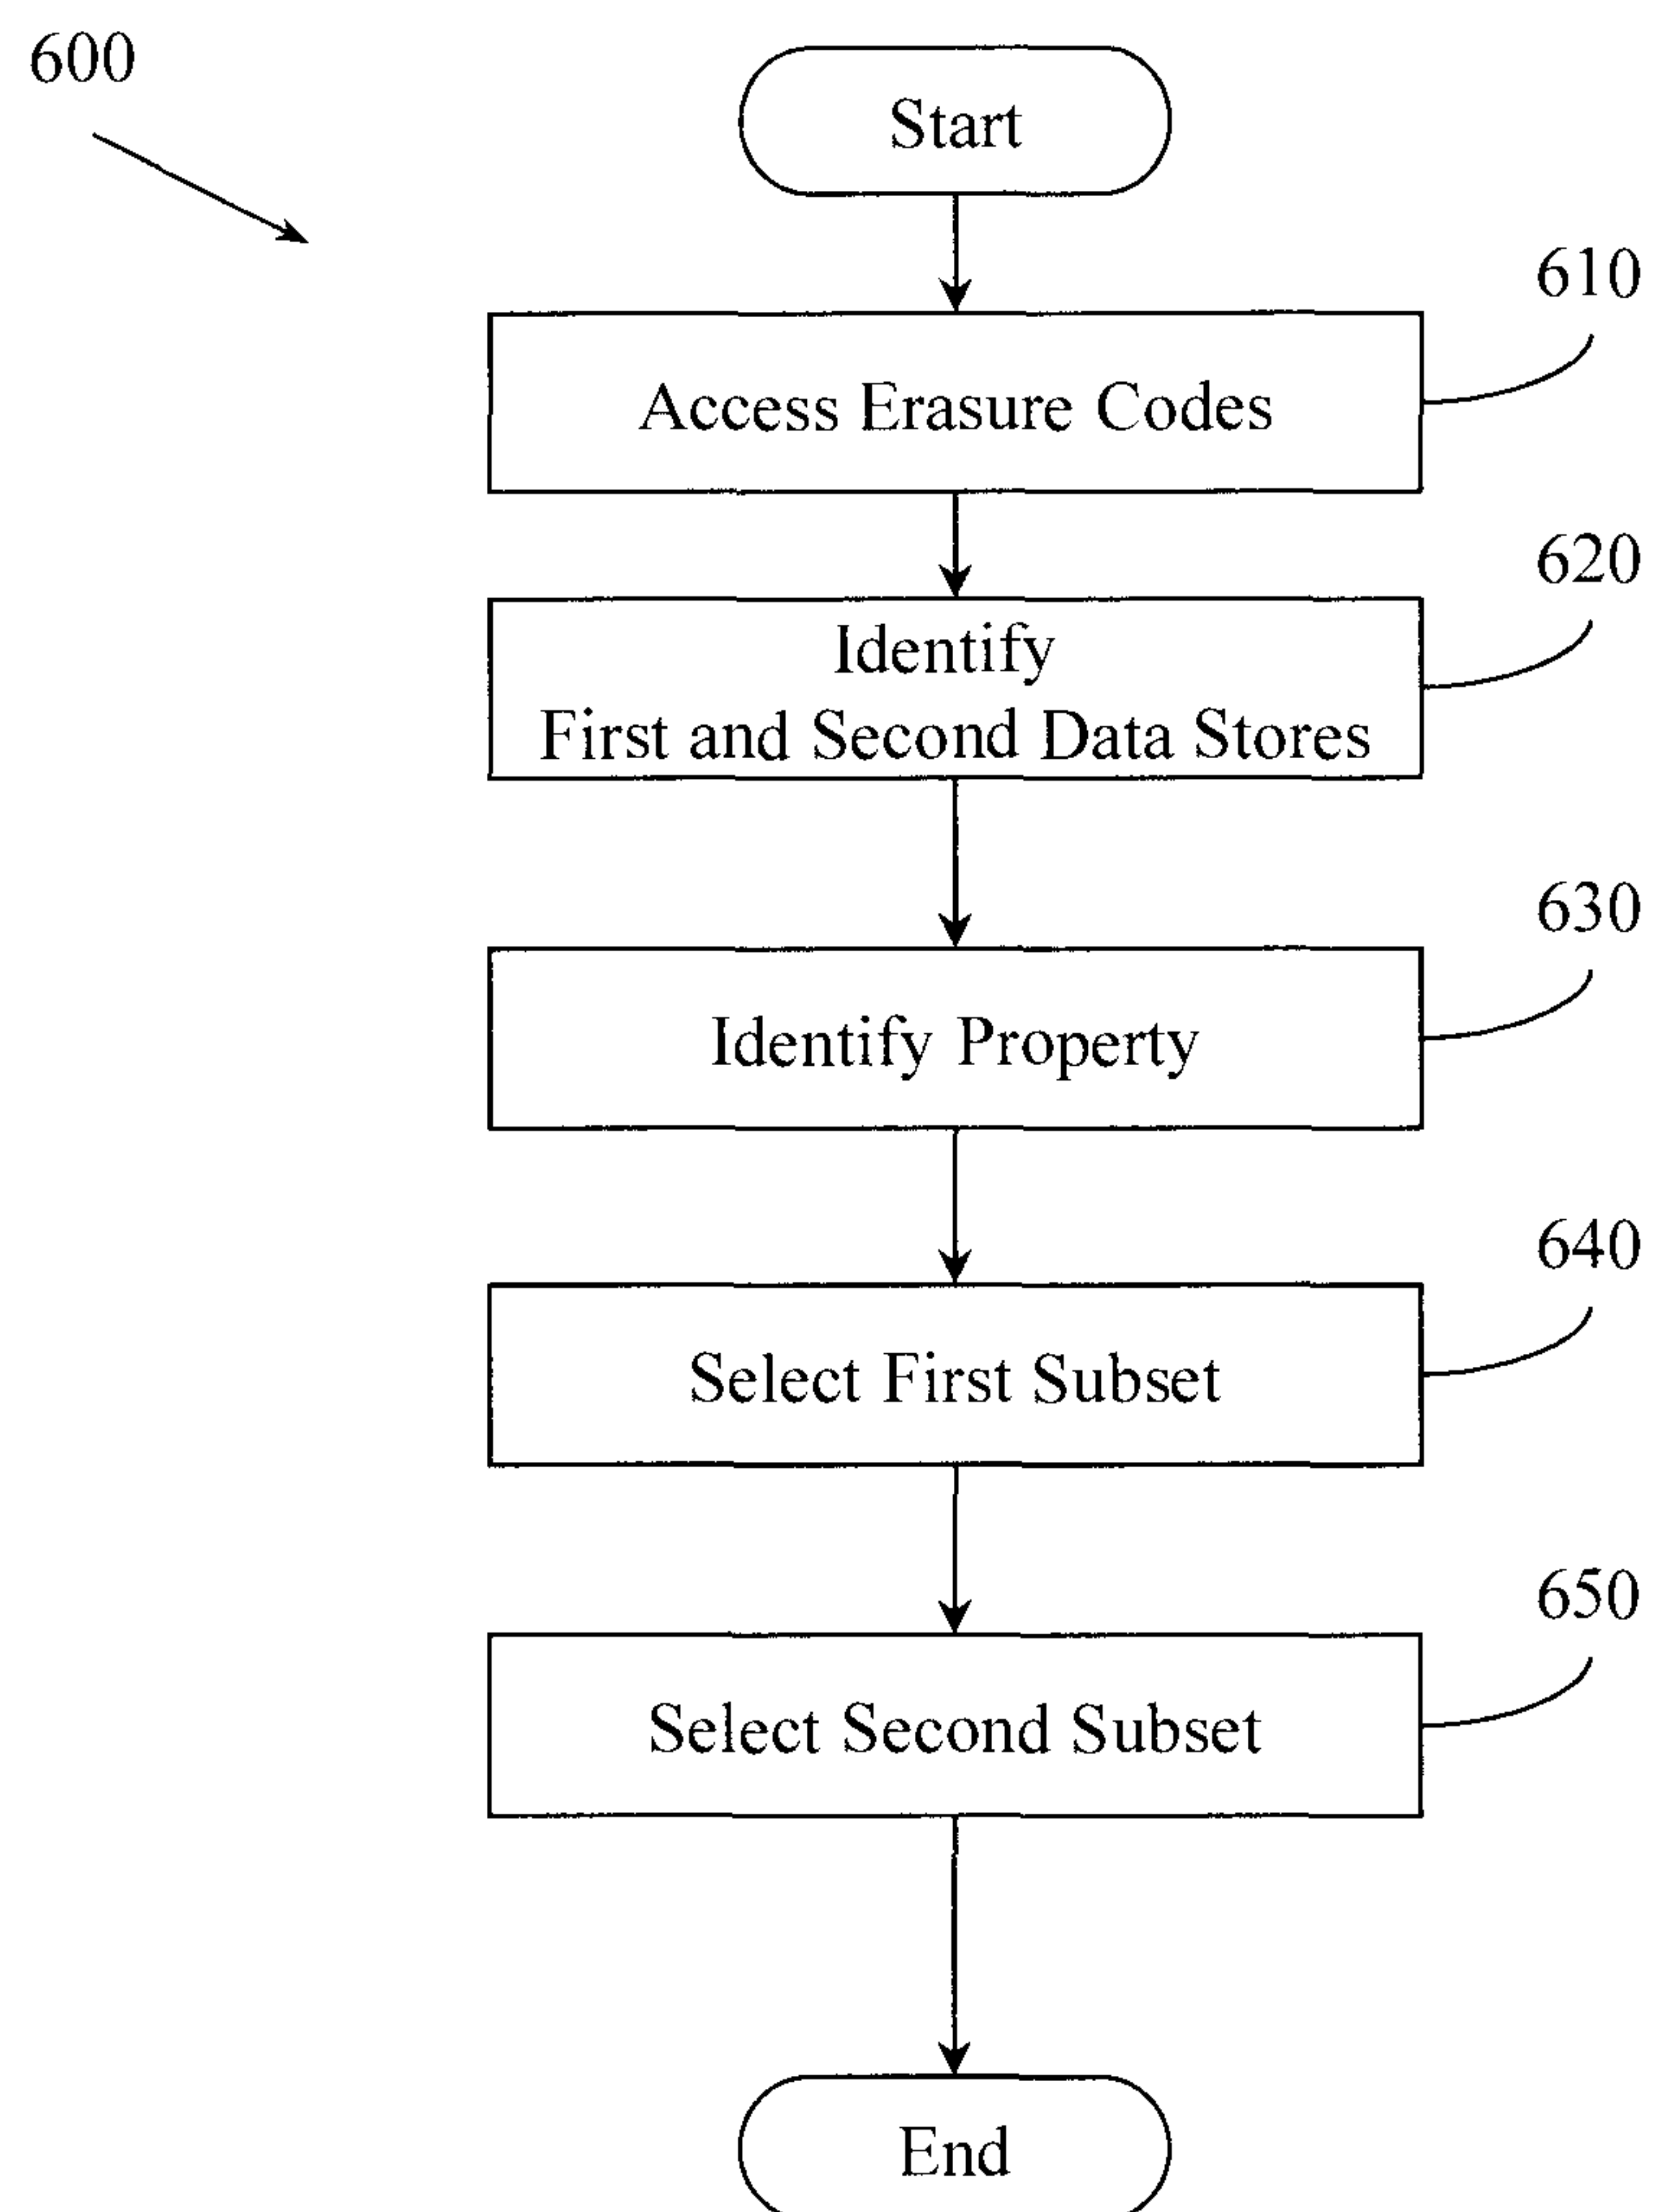 600
Start
610
Access Erasure Codes
620
Identify
First and Second Data Stores
630
Identify Property
640
Select First Subset
650
Select Second Subset
End